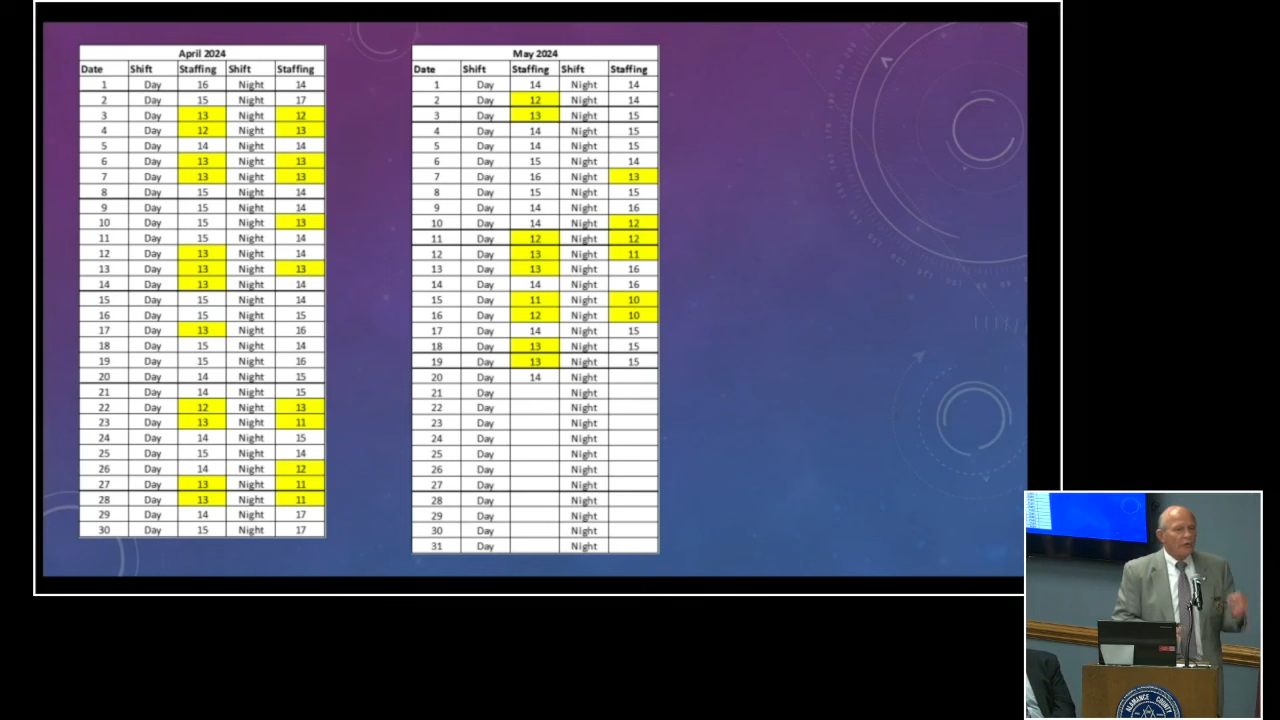 April 2024
Date Shift Staffing Shift Staffing
1 Day 16 Night 14
2 Day 15 Night 17
3 Day 13 Night 12
4 Day 12 Night 13
5 Day 14 Night 14
6 Day 13 Night 13
7 Day 13 Night 13
8 Day 15 Night 14
9 Day 15 Night 14
10 Day 15 Night 13
11 Day 15 Night 14
12 Day 13 Night 14
13 Day 13 Night 13
14 Day 13 Night 14
15 Day 15 Night 14
16 Day 15 Night 15
17 Day 13 Night 16
18 Day 15 Night 14
19 Day 15 Night 16
20 Day 14 Night 15
21 Day 14 Night 15
22 Day 12 Night 13
23 Day 13 Night 11
24 Day 14 Night 15
25 Day 15 Night 14
26 Day 14 Night 12
27 Day 13 Night 11
28 Day 13 Night 11
29 Day 14 Night 17
30 Day 15 Night 17
May 2024
Date Shift Staffing Shift Staffing
1 Day 14 Night 14
2 Day 12 Night 14
3 Day 13 Night 15
4 Day 14 Night 15
5 Day 14 Night 15
6 Day 15 Night 14
7 Day 16 Night 13
8 Day 15 Night 15
9 Day 14 Night 16
10 Day 14 Night 12
11 Day 12 Night 12
12 Day 13 Night 11
13 Day 13 Night 16
14 Day 14 Night 16
15 Day 11 Night 10
16 Day 12 Night 10
17 Day 14 Night 15
18 Day 13 Night 15
19 Day 13 Night 15
20 Day 14 Night
21 Day Night
22 Day Night
23 Day Night
24 Day Night
25 Day Night
26 Day Night
27 Day Night
28 Day Night
29 Day Night
30 Day Night
31 Day Night
ALAMANCE COUNTY